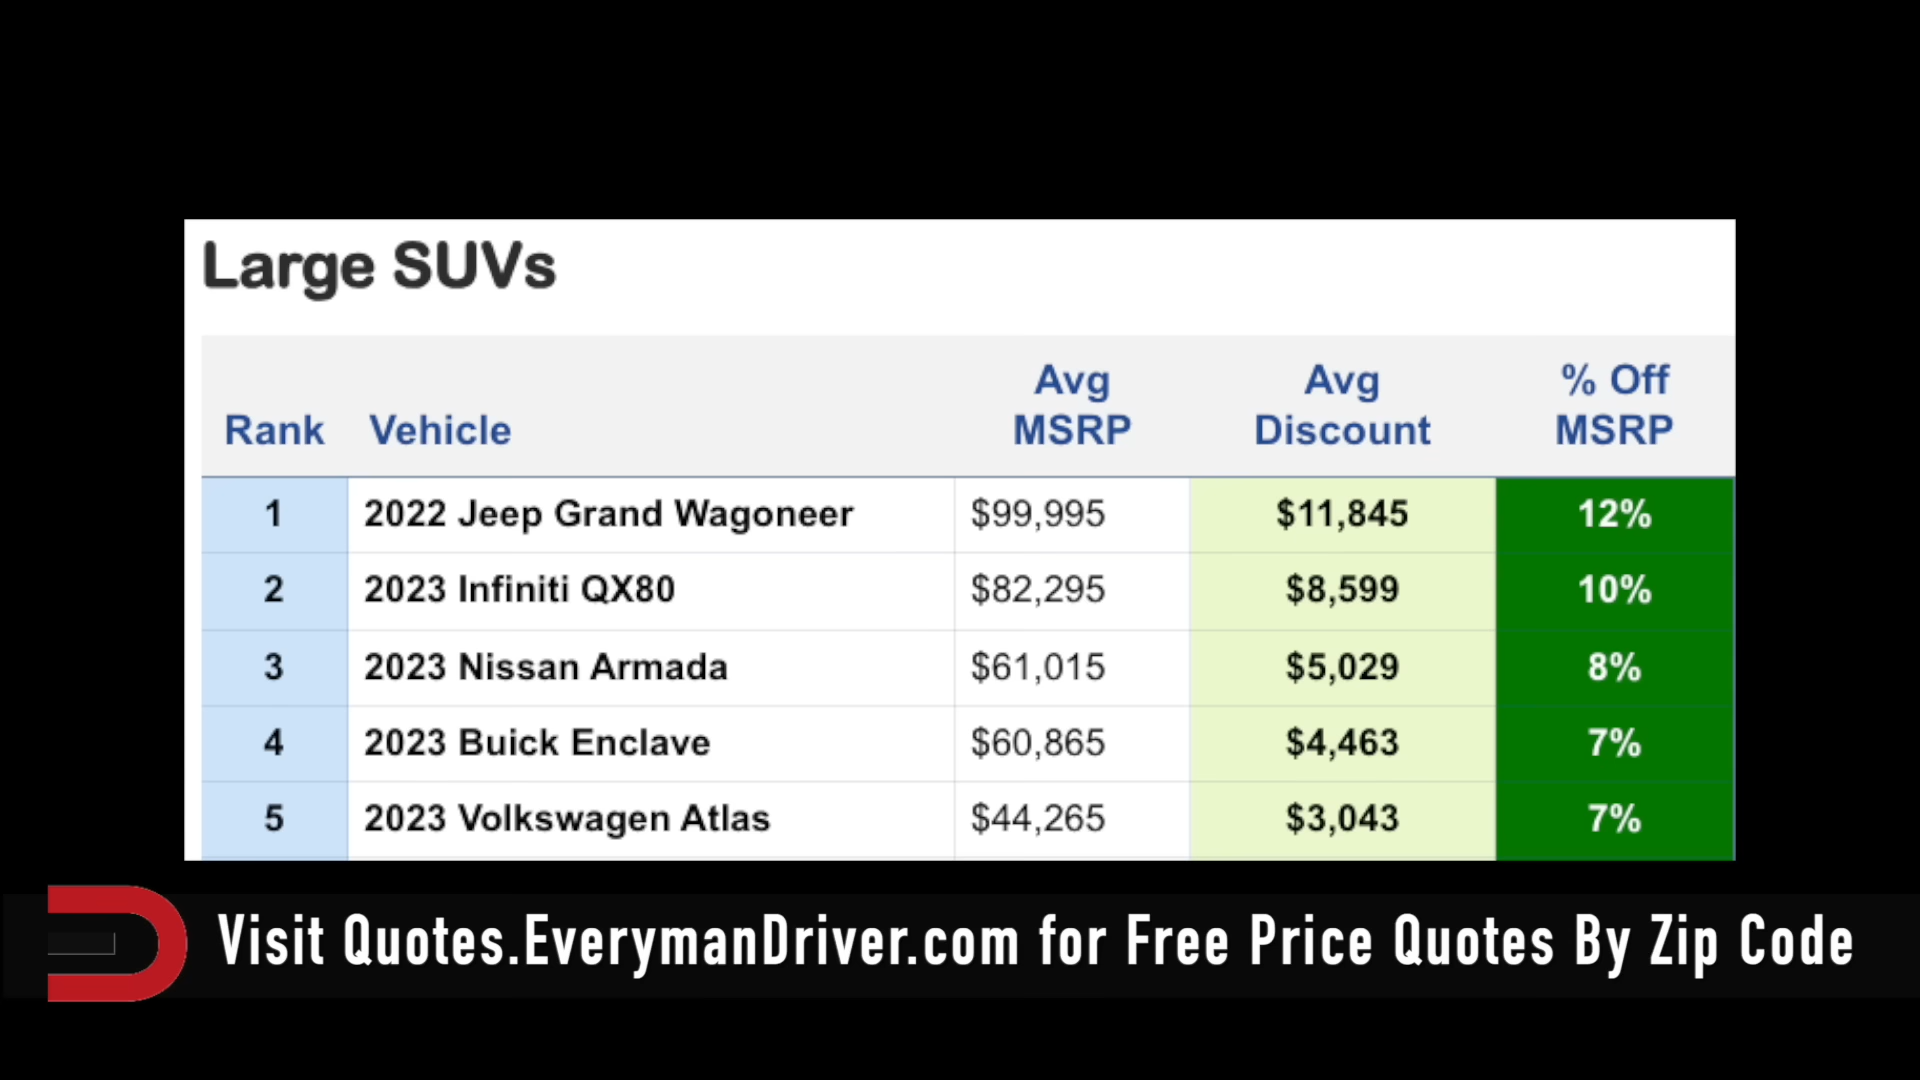 Large SUVs
Rank Vehicle Avg MSRP Avg Discount % Off MSRP
1 2022 Jeep Grand Wagoneer $99,995 $11,845 12%
2 2023 Infiniti QX80 $82,295 $8,599 10%
3 2023 Nissan Armada $61,015 $5,029 8%
4 2023 Buick Enclave $60,865 $4,463 7%
5 2023 Volkswagen Atlas $44,265 $3,043 7%
Visit Quotes.EverymanDriver.com for Free Price Quotes By Zip Code